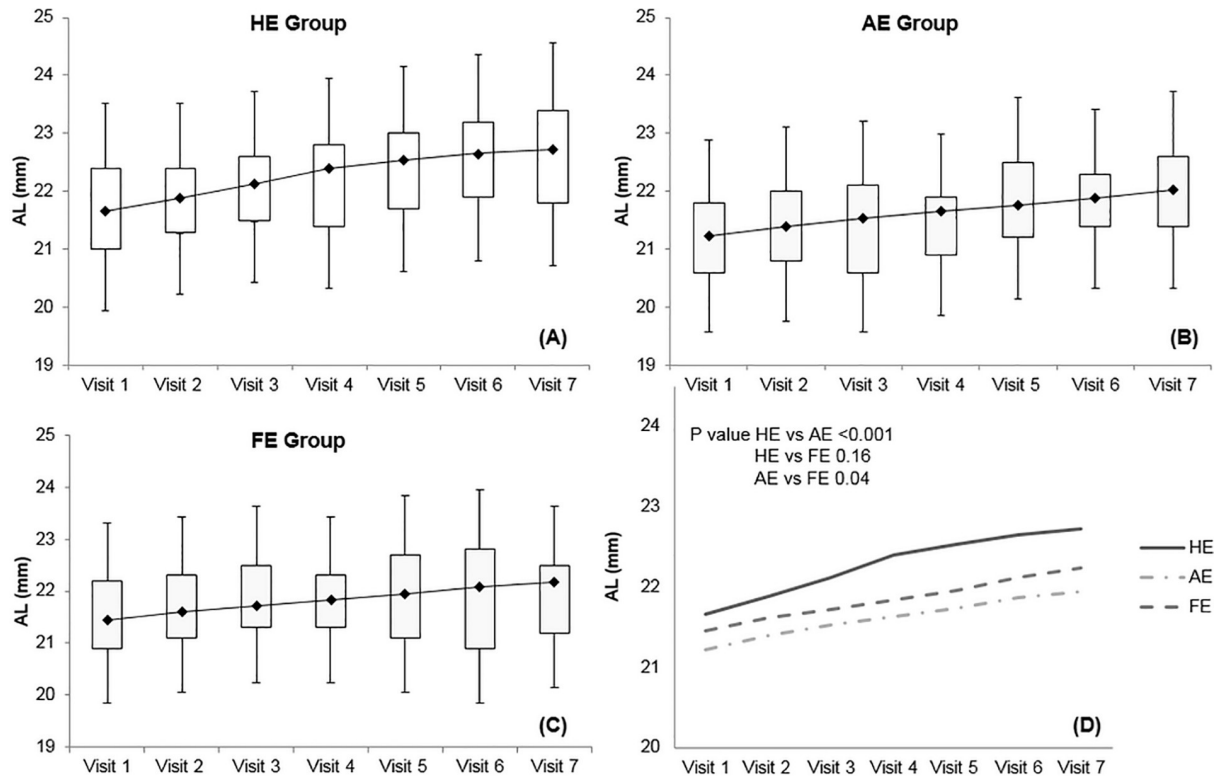 HE Group
25
24
23
22
21
20
19
AL (mm)
(A)
Visit 1 Visit 2 Visit 3 Visit 4 Visit 5 Visit 6 Visit 7
AE Group
25
24
23
22
21
20
19
AL (mm)
(B)
Visit 1 Visit 2 Visit 3 Visit 4 Visit 5 Visit 6 Visit 7
FE Group
25
24
23
22
21
20
19
AL (mm)
(C)
Visit 1 Visit 2 Visit 3 Visit 4 Visit 5 Visit 6 Visit 7
P value HE vs AE <0.001
HE vs FE 0.16
AE vs FE 0.04
24
23
22
21
20
AL (mm)
HE
AE
FE
(D)
Visit 1 Visit 2 Visit 3 Visit 4 Visit 5 Visit 6 Visit 7